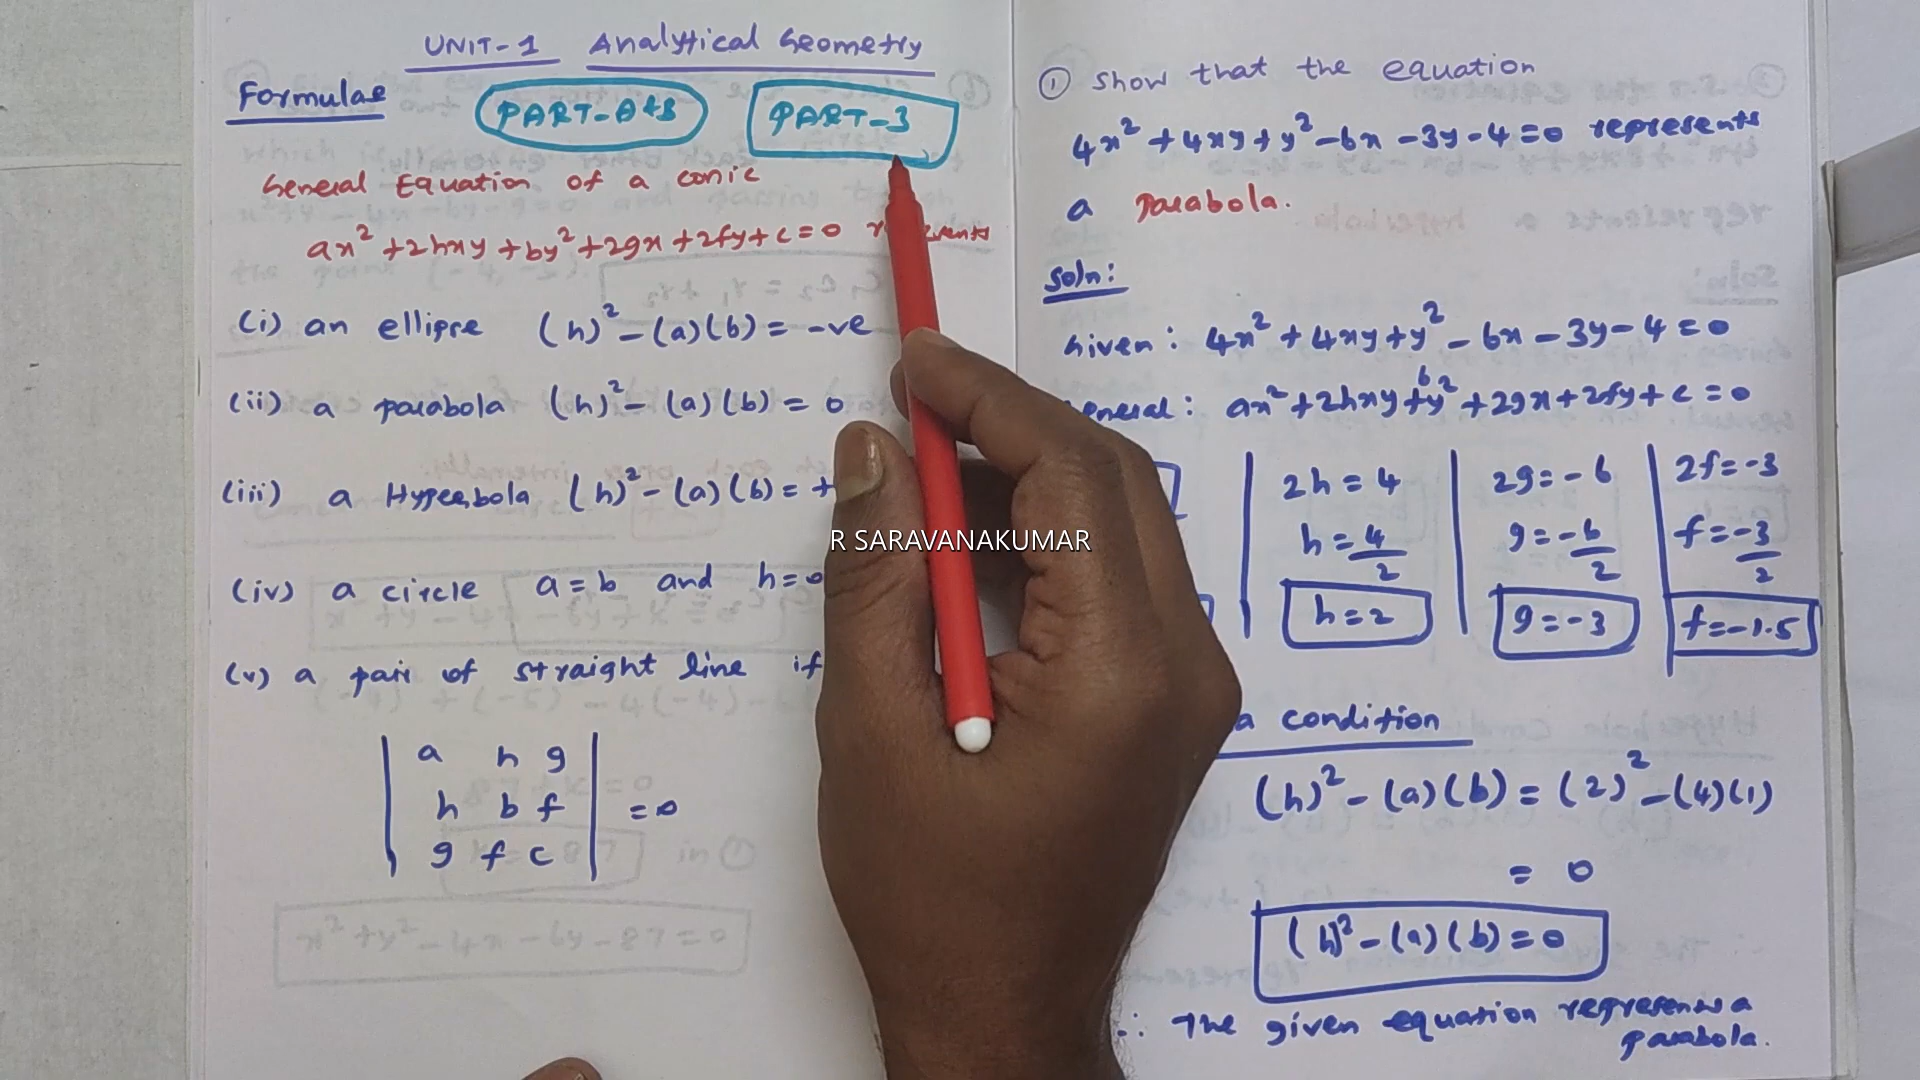 UNIT-1 Analytical Geometry
Formulae
PART-A&B
PART-3
General Equation of a conic
ax² + 2hxy + by² + 2gx + 2fy + c = 0
(i) an ellipse (h)² - (a)(b) = -ve
(ii) a parabola (h)² - (a)(b) = 0
(iii) a Hyperbola (h)² - (a)(b) = +
(iv) a circle a = b and h = 0
(v) a pair of straight line if
a h g
h b f = 0
g f c
① Show that the equation
4x² + 4xy + y² - 6x - 3y - 4 = 0 represents
a Parabola.
Soln:
Given: 4x² + 4xy + y² - 6x - 3y - 4 = 0
General: ax² + 2hxy + by² + 2gx + 2fy + c = 0
2h = 4 2g = -6 2f = -3
h = 4/2 g = -6/2 f = -3/2
h = 2 g = -3 f = -1.5
a condition
(h)² - (a)(b) = (2)² - (4)(1)
= 0
(h)² - (a)(b) = 0
∴ The given equation represents a
parabola.
R SARAVANAKUMAR